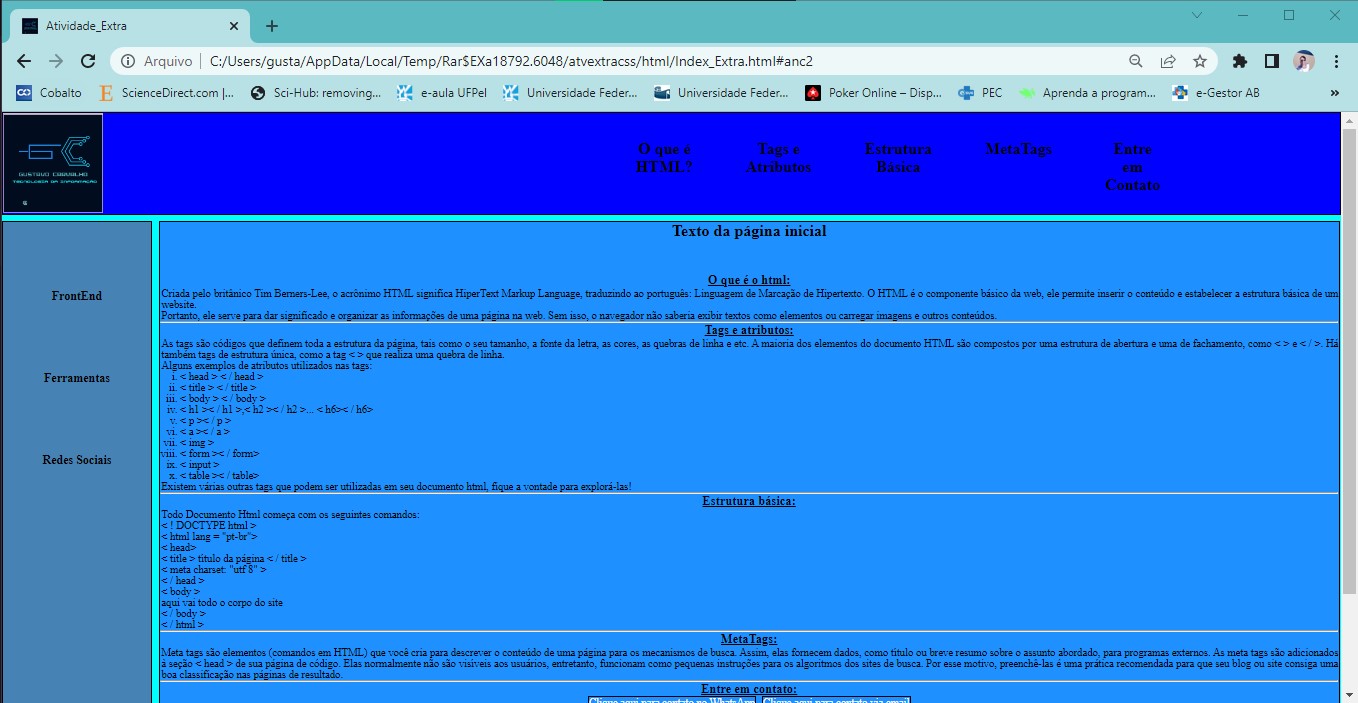 Atividade_Extra
Arquivo
C:/Users/gusta/AppData/Local/Temp/Rar$EXa18792.6048/atvextracss/html/Index_Extra.html#anc2
Cobalto
ScienceDirect.com |...
Sci-Hub: removing...
e-aula UFPel
Universidade Feder...
Universidade Feder...
Poker Online – Disp...
PEC
Aprenda a program...
e-Gestor AB
»
GUSTAVO CARVALHO
TECNOLOGIA DA INFORMAÇÃO
O que é
HTML?
Tags e
Atributos
Estrutura
Básica
MetaTags
Entre
em
Contato
FrontEnd
Ferramentas
Redes Sociais
Texto da página inicial
O que é o html:
Criada pelo britânico Tim Berners-Lee, o acrônimo HTML significa HiperText Markup Language, traduzindo ao português: Linguagem de Marcação de Hipertexto. O HTML é o componente básico da web, ele permite inserir o conteúdo e estabelecer a estrutura básica de um
website.
Portanto, ele serve para dar significado e organizar as informações de uma página na web. Sem isso, o navegador não saberia exibir textos como elementos ou carregar imagens e outros conteúdos.
Tags e atributos:
As tags são códigos que definem toda a estrutura da página, tais como o seu tamanho, a fonte da letra, as cores, as quebras de linha e etc. A maioria dos elementos do documento HTML são compostos por uma estrutura de abertura e uma de fachamento, como < > e < / >. Há
também tags de estrutura única, como a tag < > que realiza uma quebra de linha.
Alguns exemplos de atributos utilizados nas tags:
i. < head > < / head >
ii. < title > < / title >
iii. < body > < / body >
iv. < h1 >< / h1 >,< h2 >< / h2 >... < h6>< / h6>
v. < p >< / p >
vi. < a >< / a >
vii. < img >
viii. < form >< / form>
ix. < input >
x. < table >< / table>
Existem várias outras tags que podem ser utilizadas em seu documento html, fique a vontade para explorá-las!
Estrutura básica:
Todo Documento Html começa com os seguintes comandos:
< ! DOCTYPE html >
< html lang = "pt-br">
< head>
< title > titulo da página < / title >
< meta charset: "utf 8" >
< / head >
< body >
aqui vai todo o corpo do site
< / body >
< / html >
MetaTags:
Meta tags são elementos (comandos em HTML) que você cria para descrever o conteúdo de uma página para os mecanismos de busca. Assim, elas fornecem dados, como título ou breve resumo sobre o assunto abordado, para programas externos. As meta tags são adicionados
á seção < head > de sua página de código. Elas normalmente não são visíveis aos usuários, entretanto, funcionam como pequenas instruções para os algoritmos dos sites de busca. Por esse motivo, preenchê-las é uma prática recomendada para que seu blog ou site consiga uma
boa classificação nas páginas de resultado.
Entre em contato:
Clique aqui para contato no WhatsApp
Clique aqui para contato via email